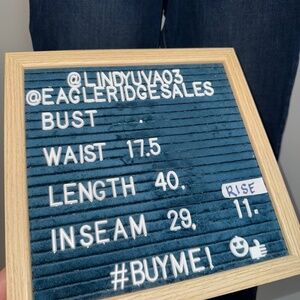 @LINDYUVA03
@EAGLERIDGESALES
BUST .
WAIST 17.5
LENGTH 40.
RISE
INSEAM 29. 11.
#BUYME!